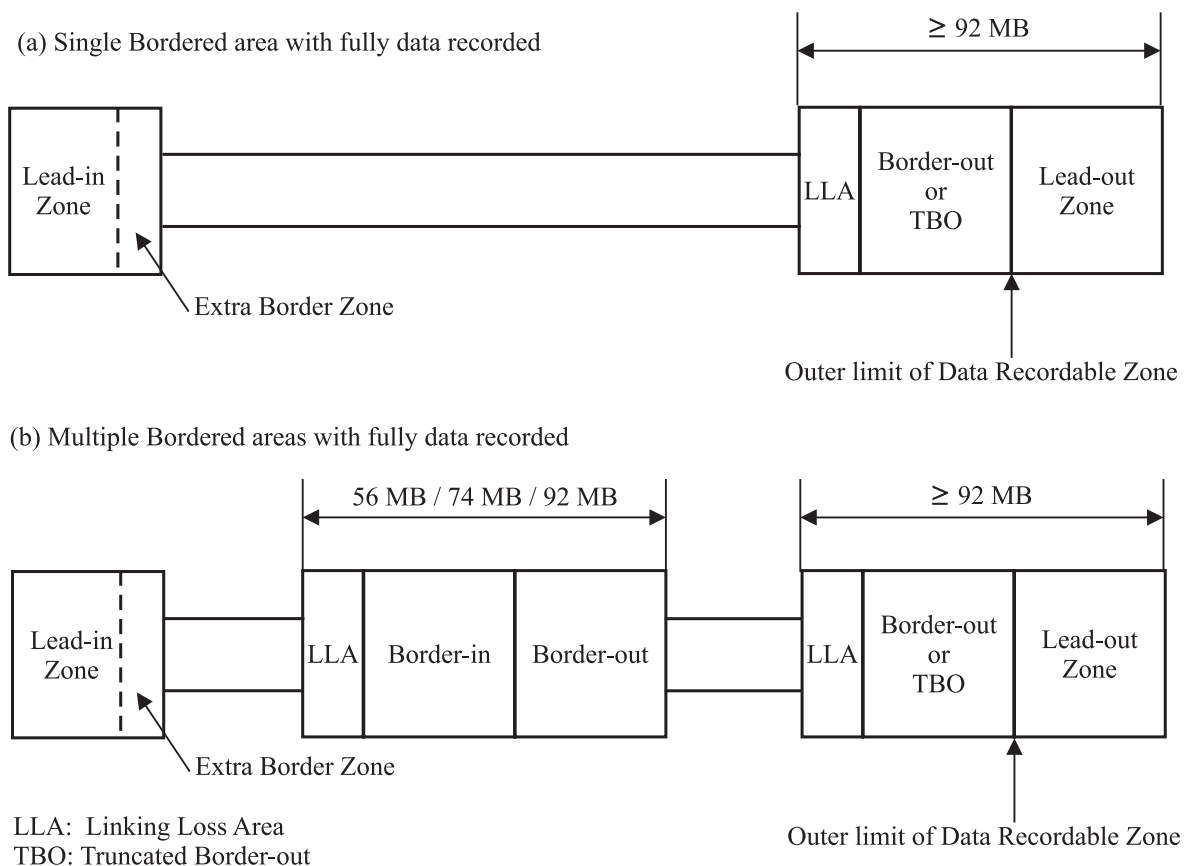 (a) Single Bordered area with fully data recorded
≥ 92 MB
Lead-in
Zone
LLA
Border-out
or
TBO
Lead-out
Zone
Extra Border Zone
Outer limit of Data Recordable Zone
(b) Multiple Bordered areas with fully data recorded
56 MB / 74 MB / 92 MB
≥ 92 MB
Lead-in
Zone
LLA
Border-in
Border-out
LLA
Border-out
or
TBO
Lead-out
Zone
Extra Border Zone
Outer limit of Data Recordable Zone
LLA: Linking Loss Area
TBO: Truncated Border-out